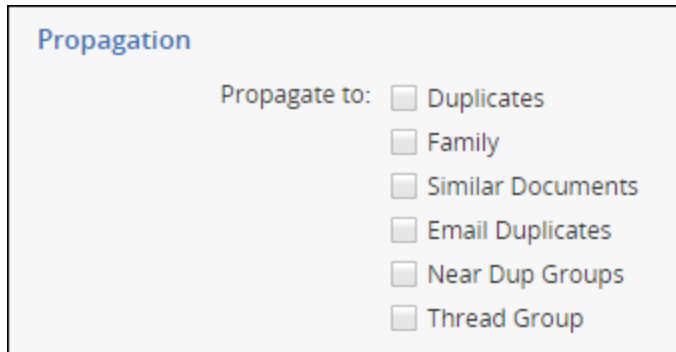 Propagation
Propagate to: Duplicates
Family
Similar Documents
Email Duplicates
Near Dup Groups
Thread Group